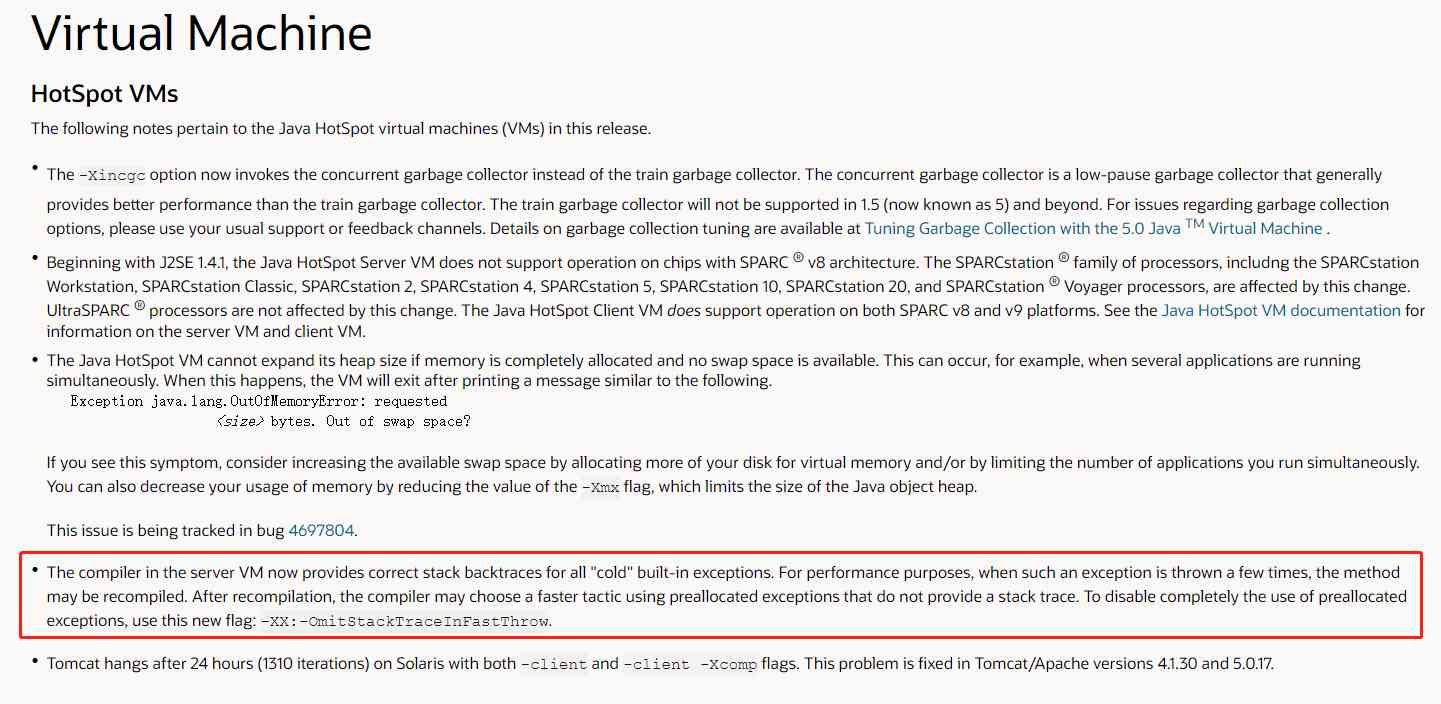 Virtual Machine
HotSpot VMs
The following notes pertain to the Java HotSpot virtual machines (VMs) in this release.
• The -Xincgc option now invokes the concurrent garbage collector instead of the train garbage collector. The concurrent garbage collector is a low-pause garbage collector that generally
provides better performance than the train garbage collector. The train garbage collector will not be supported in 1.5 (now known as 5) and beyond. For issues regarding garbage collection
options, please use your usual support or feedback channels. Details on garbage collection tuning are available at Tuning Garbage Collection with the 5.0 Java TM Virtual Machine .
• Beginning with J2SE 1.4.1, the Java HotSpot Server VM does not support operation on chips with SPARC ® v8 architecture. The SPARCstation ® family of processors, includng the SPARCstation
Workstation, SPARCstation Classic, SPARCstation 2, SPARCstation 4, SPARCstation 5, SPARCstation 10, SPARCstation 20, and SPARCstation ® Voyager processors, are affected by this change.
UltraSPARC ® processors are not affected by this change. The Java HotSpot Client VM does support operation on both SPARC v8 and v9 platforms. See the Java HotSpot VM documentation for
information on the server VM and client VM.
• The Java HotSpot VM cannot expand its heap size if memory is completely allocated and no swap space is available. This can occur, for example, when several applications are running
simultaneously. When this happens, the VM will exit after printing a message similar to the following.
Exception java.lang.OutOfMemoryError: requested
<size> bytes. Out of swap space?
If you see this symptom, consider increasing the available swap space by allocating more of your disk for virtual memory and/or by limiting the number of applications you run simultaneously.
You can also decrease your usage of memory by reducing the value of the -Xmx flag, which limits the size of the Java object heap.
This issue is being tracked in bug 4697804.
• The compiler in the server VM now provides correct stack backtraces for all "cold" built-in exceptions. For performance purposes, when such an exception is thrown a few times, the method
may be recompiled. After recompilation, the compiler may choose a faster tactic using preallocated exceptions that do not provide a stack trace. To disable completely the use of preallocated
exceptions, use this new flag: -XX:-OmitStackTraceInFastThrow.
• Tomcat hangs after 24 hours (1310 iterations) on Solaris with both -client and -client -Xcomp flags. This problem is fixed in Tomcat/Apache versions 4.1.30 and 5.0.17.